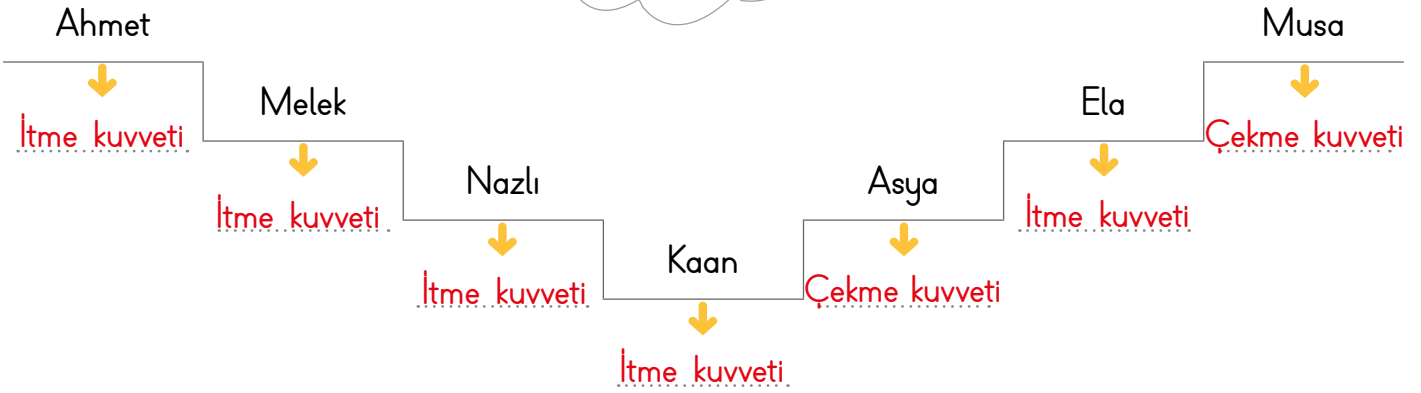 Ahmet
İtme kuvveti
Melek
İtme kuvveti
Nazlı
İtme kuvveti
Kaan
İtme kuvveti
Asya
Çekme kuvveti
Ela
İtme kuvveti
Musa
Çekme kuvveti